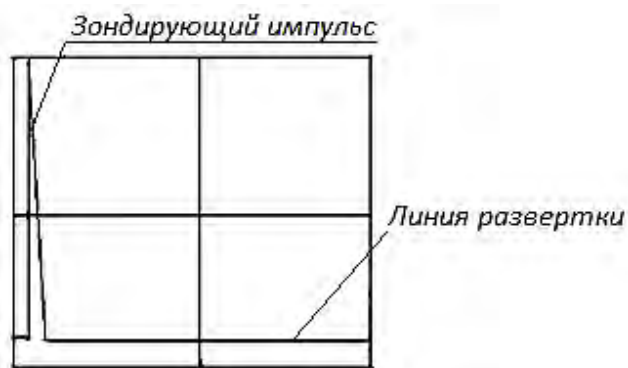 Зондирующий импульс
Линия развертки